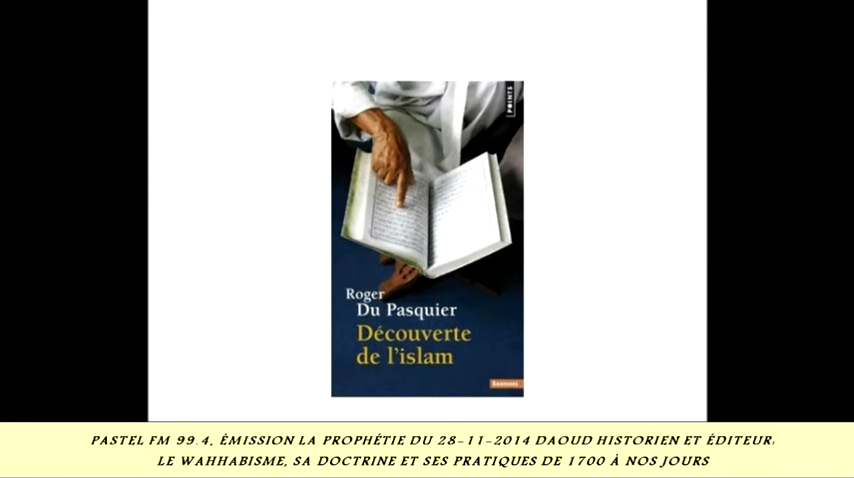 POINTS
Roger
Du Pasquier
Découverte
de l'islam
PASTEL FM 99.4, ÉMISSION LA PROPHÉTIE DU 28-11-2014 DAOUD HISTORIEN ET ÉDITEUR:
LE WAHHABISME, SA DOCTRINE ET SES PRATIQUES DE 1700 À NOS JOURS